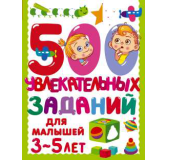 500
УВЛЕКАТЕЛЬНЫХ
ЗАДАНИЙ
ДЛЯ
МАЛЫШЕЙ
3~5 ЛЕТ